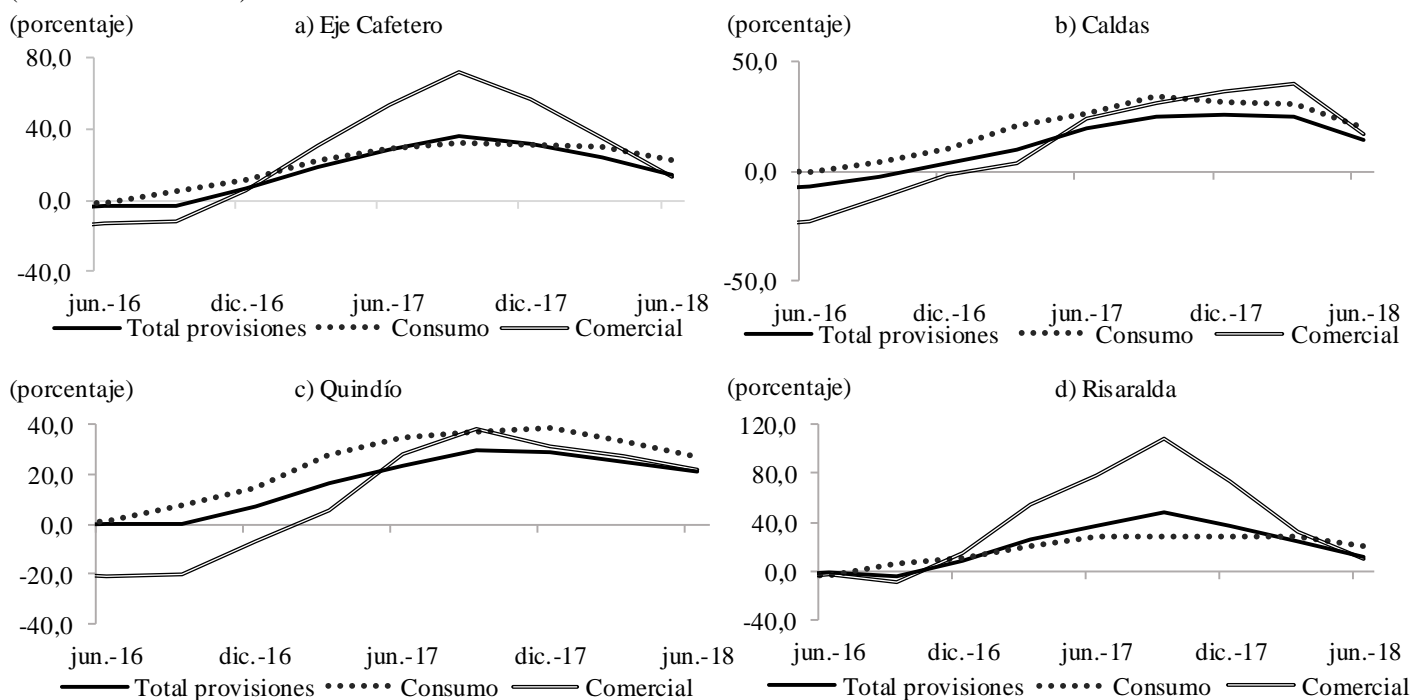 (porcentaje) a) Eje Cafetero
80,0
40,0
0,0
-40,0
jun.-16 dic.-16 jun.-17 dic.-17 jun.-18
Total provisiones Consumo Comercial
(porcentaje) b) Caldas
50,0
0,0
-50,0
jun.-16 dic.-16 jun.-17 dic.-17 jun.-18
Total provisiones Consumo Comercial
(porcentaje) c) Quindío
40,0
20,0
0,0
-20,0
-40,0
jun.-16 dic.-16 jun.-17 dic.-17 jun.-18
Total provisiones Consumo Comercial
(porcentaje) d) Risaralda
120,0
80,0
40,0
0,0
-40,0
jun.-16 dic.-16 jun.-17 dic.-17 jun.-18
Total provisiones Consumo Comercial